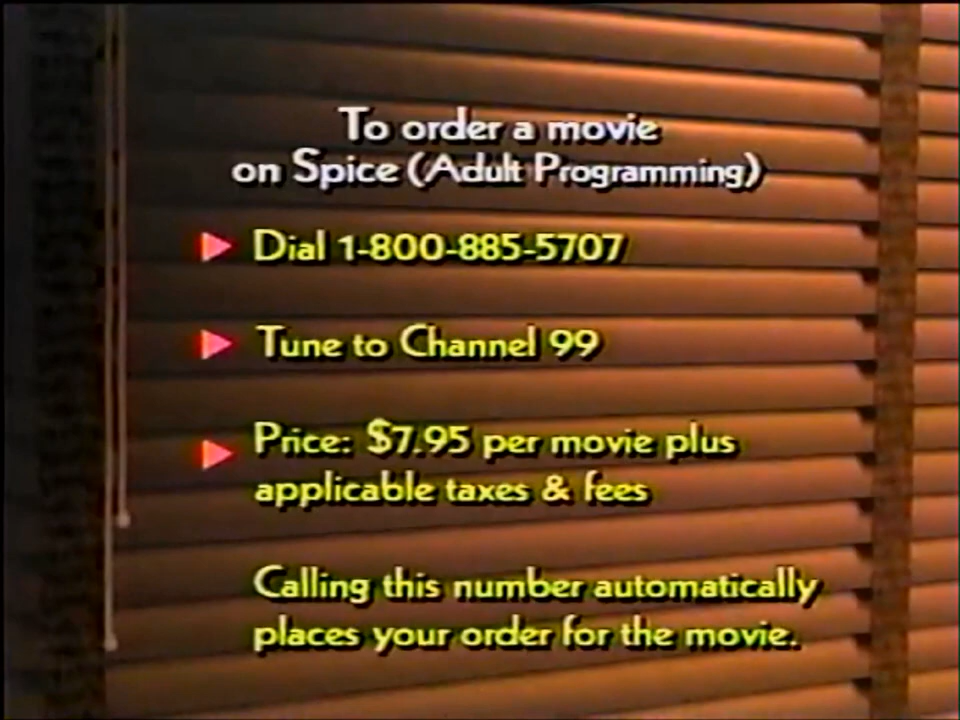 To order a movie
on Spice (Adult Programming)
Dial 1-800-885-5707
Tune to Channel 99
Price: $7.95 per movie plus
applicable taxes & fees
Calling this number automatically
places your order for the movie.